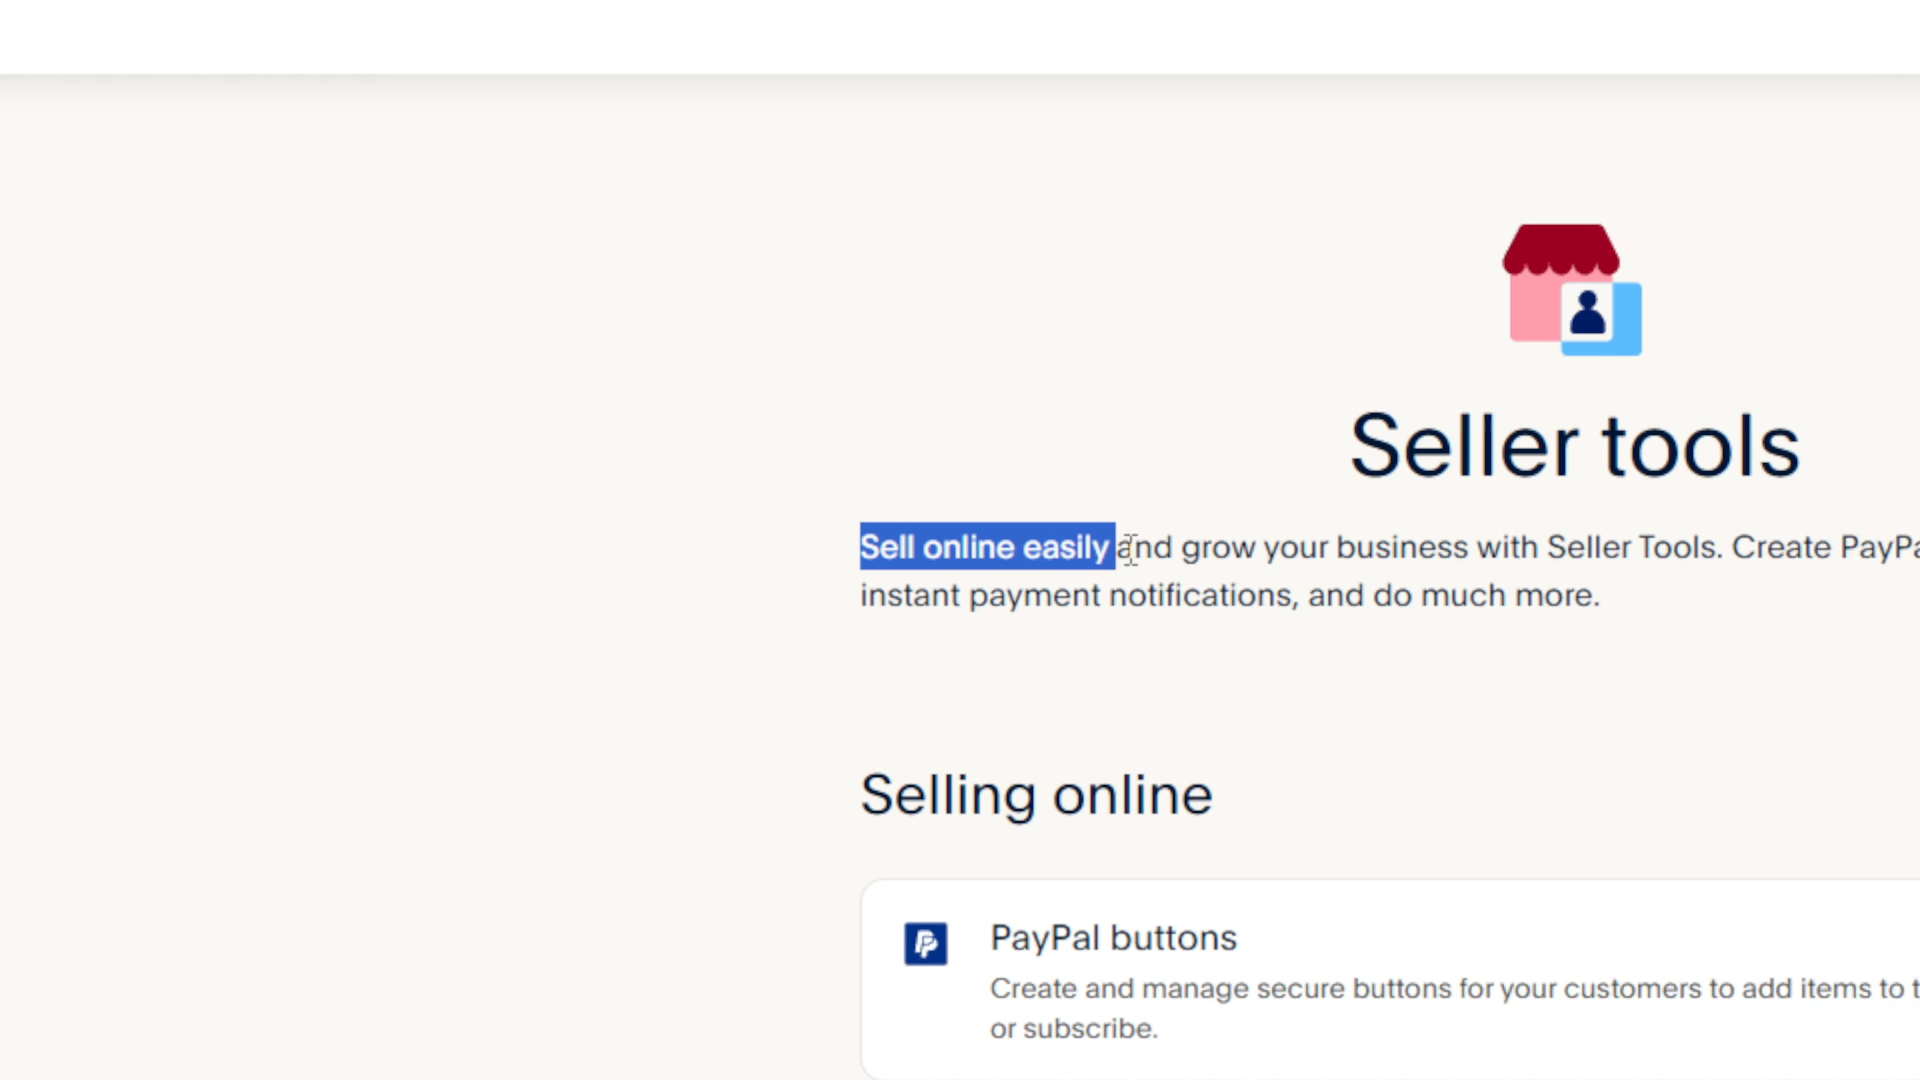 Seller tools
Sell online easily and grow your business with Seller Tools. Create
instant payment notifications, and do much more.
Selling online
PayPal buttons
Create and manage secure buttons for your customers to add items to
or subscribe.